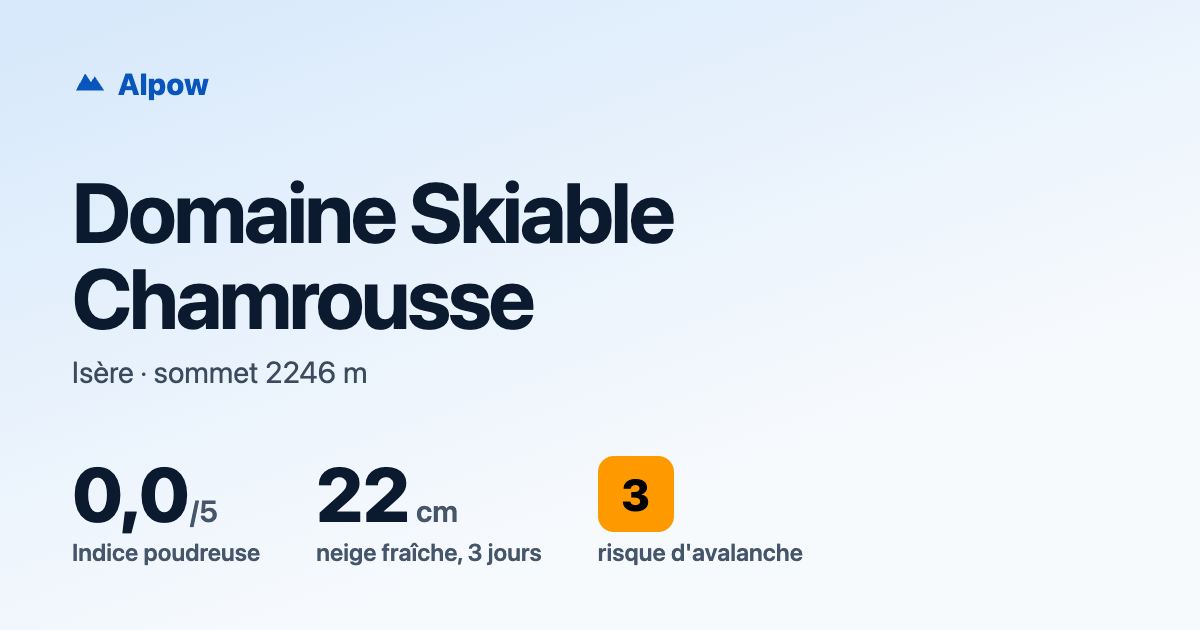 Alpow
Domaine Skiable
Chamrousse
Isère · sommet 2246 m
0,0/5
22 cm
3
Indice poudreuse
neige fraîche, 3 jours
risque d'avalanche